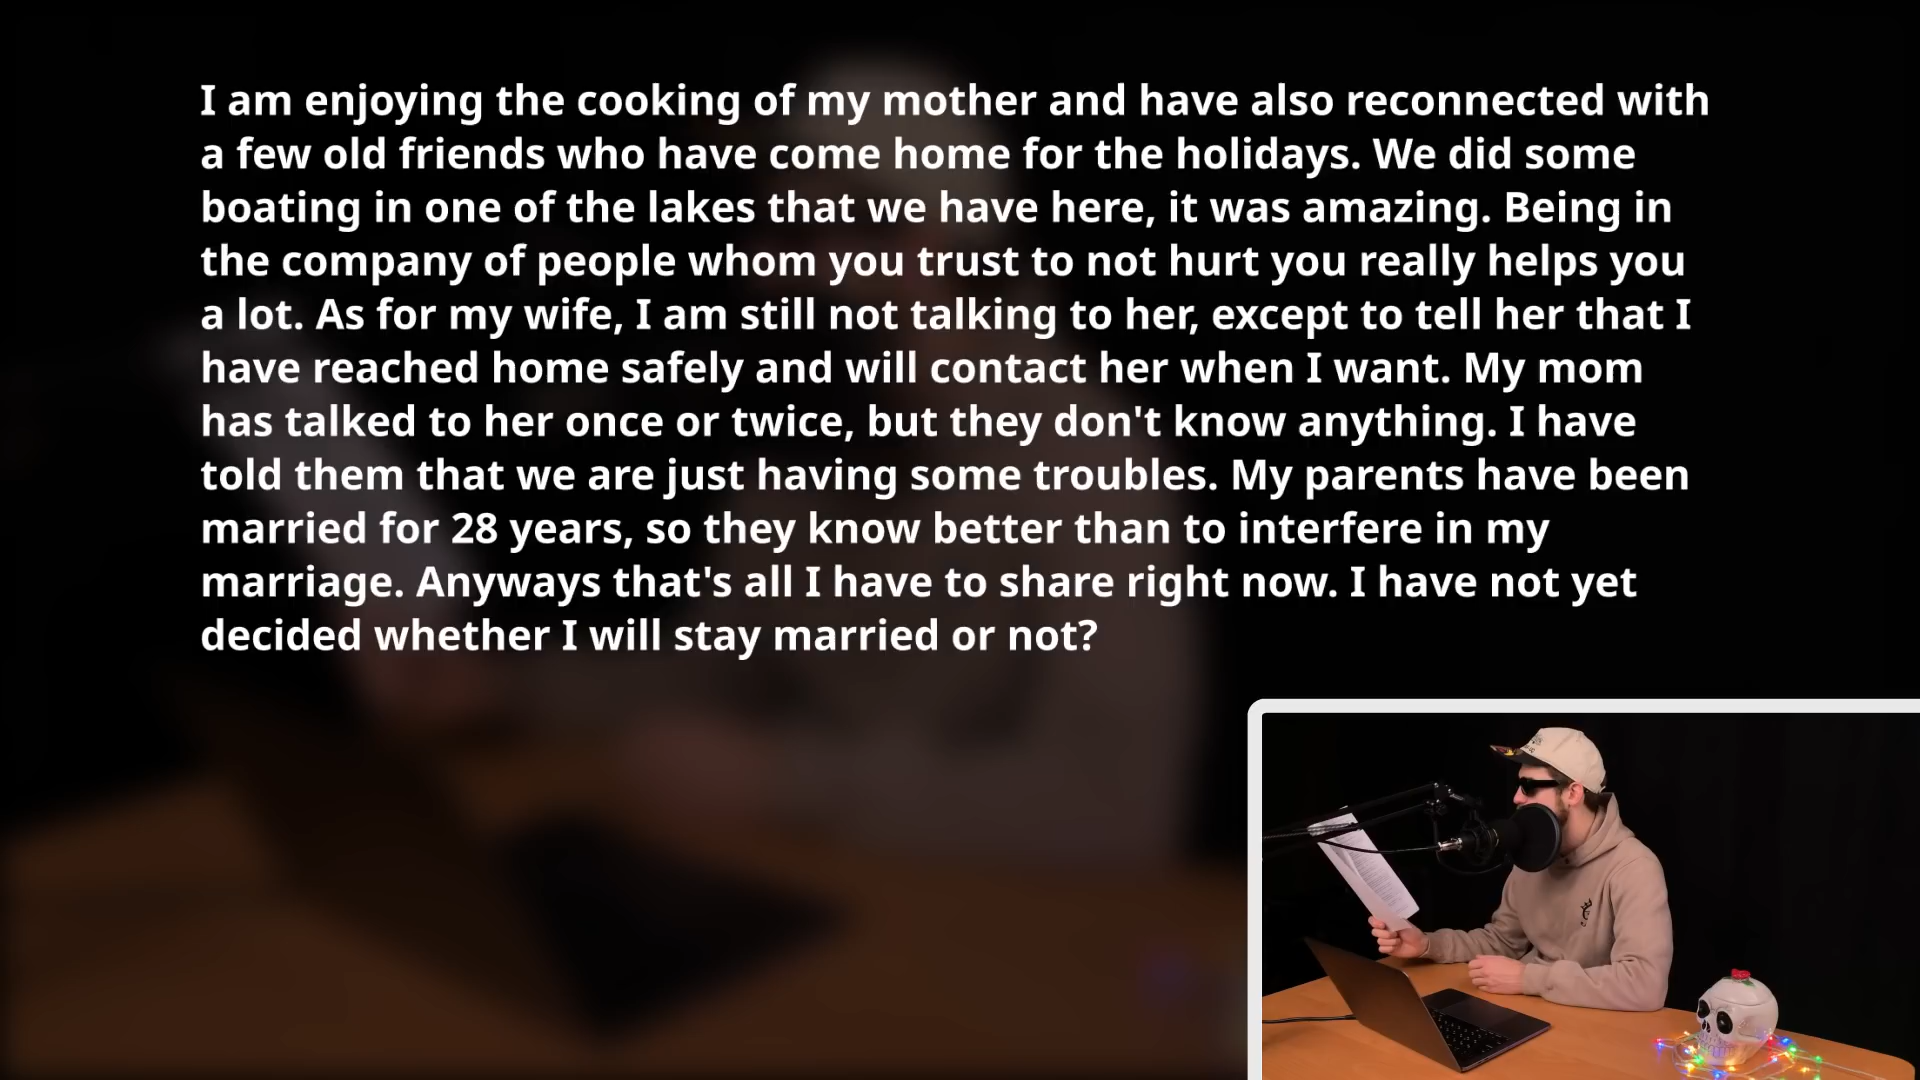 I am enjoying the cooking of my mother and have also reconnected with
a few old friends who have come home for the holidays. We did some
boating in one of the lakes that we have here, it was amazing. Being in
the company of people whom you trust to not hurt you really helps you
a lot. As for my wife, I am still not talking to her, except to tell her that I
have reached home safely and will contact her when I want. My mom
has talked to her once or twice, but they don't know anything. I have
told them that we are just having some troubles. My parents have been
married for 28 years, so they know better than to interfere in my
marriage. Anyways that's all I have to share right now. I have not yet
decided whether I will stay married or not?